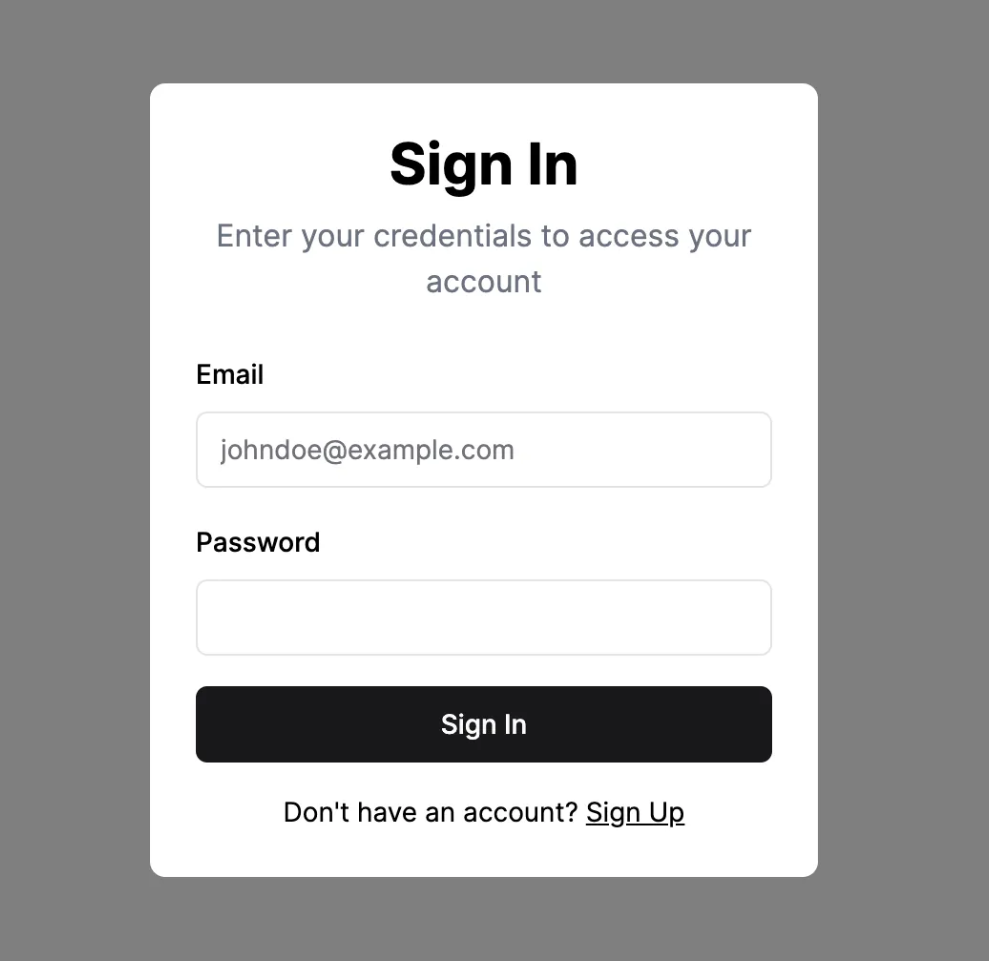 Sign In
Enter your credentials to access your
account
Email
johndoe@example.com
Password
Sign In
Don't have an account? Sign Up